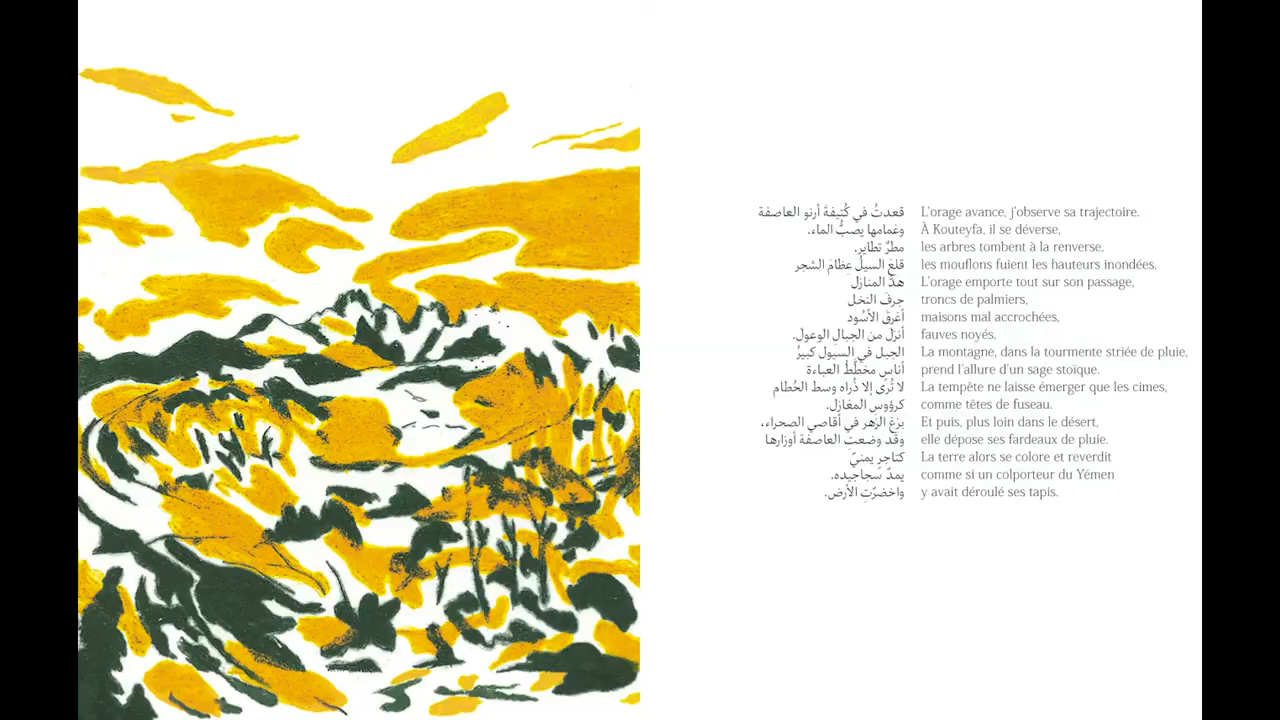 قعدتُ في كُتِيفةَ أرنو العاصفة
وغمامها يصبُّ الماء.
مطرٌ تطاير.
قلعَ السيلُ عِظامَ الشجر
هدَّ المنازل
جرفَ النخل
أغرقَ الأسُود
أنزلَ من الجبالِ الوعولَ.
الجبل في السيول كبيرُ
أناسٍ مخطَّطُ العباءة
لا تُرى إلا ذُراه وسط الحُطام
كرؤوس المغازل.
بزغَ الزهر في أقاصي الصحراء،
وقد وضعتِ العاصفة أوزارها
كتاجرٍ يمنيّ
يمدّ سجاجيده.
واخضرّتِ الأرض.
L'orage avance, j'observe sa trajectoire.
À Kouteyfa, il se déverse,
les arbres tombent à la renverse,
les mouflons fuient les hauteurs inondées.
L'orage emporte tout sur son passage,
troncs de palmiers,
maisons mal accrochées,
fauves noyés.
La montagne, dans la tourmente striée de pluie,
prend l'allure d'un sage stoïque.
La tempête ne laisse émerger que les cimes,
comme têtes de fuseau.
Et puis, plus loin dans le désert,
elle dépose ses fardeaux de pluie.
La terre alors se colore et reverdit
comme si un colporteur du Yémen
y avait déroulé ses tapis.